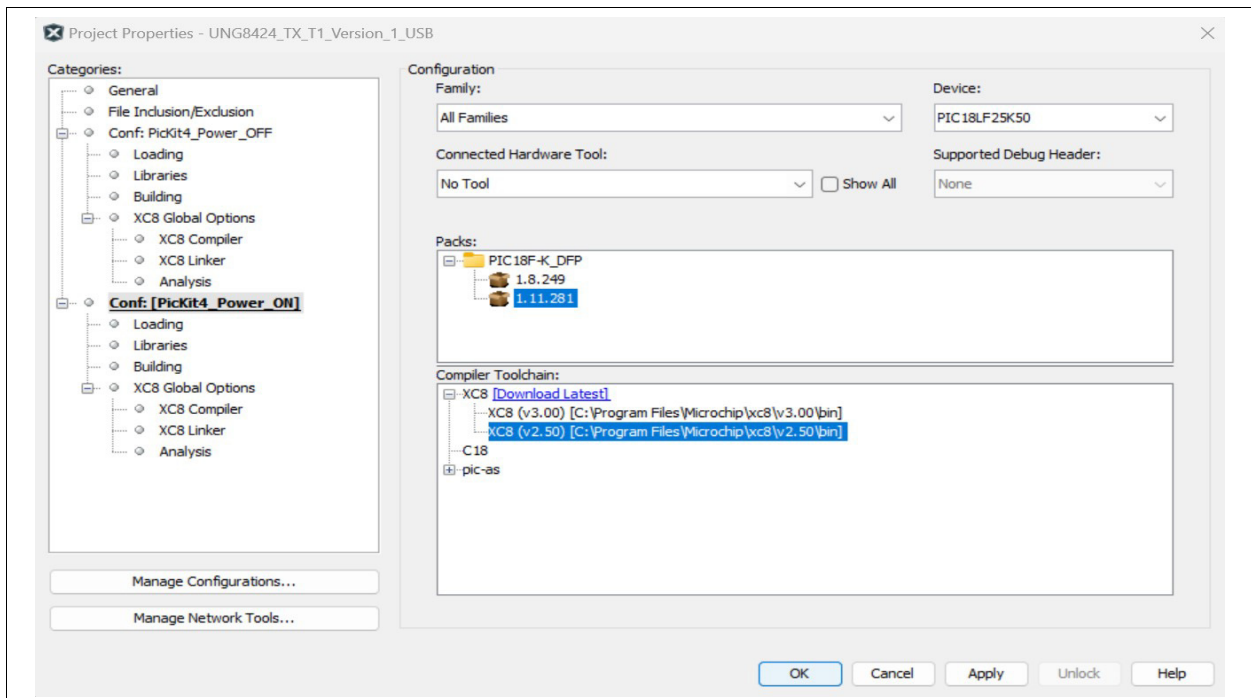 Project Properties - UNG8424_TX_T1_Version_1_USB
Categories:
General
File Inclusion/Exclusion
Conf: PicKit4_Power_OFF
Loading
Libraries
Building
XC8 Global Options
XC8 Compiler
XC8 Linker
Analysis
Conf: [PicKit4_Power_ON]
Loading
Libraries
Building
XC8 Global Options
XC8 Compiler
XC8 Linker
Analysis
Manage Configurations...
Manage Network Tools...
Configuration
Family:
Device:
All Families
PIC18LF25K50
Connected Hardware Tool:
Supported Debug Header:
No Tool
Show All
None
Packs:
PIC18F-K_DFP
1.8.249
1.11.281
Compiler Toolchain:
XC8 [Download Latest]
XC8 (v3.00) [C:\Program Files\Microchip\xc8\v3.00\bin]
XC8 (v2.50) [C:\Program Files\Microchip\xc8\v2.50\bin]
C18
pic-as
OK
Cancel
Apply
Unlock
Help